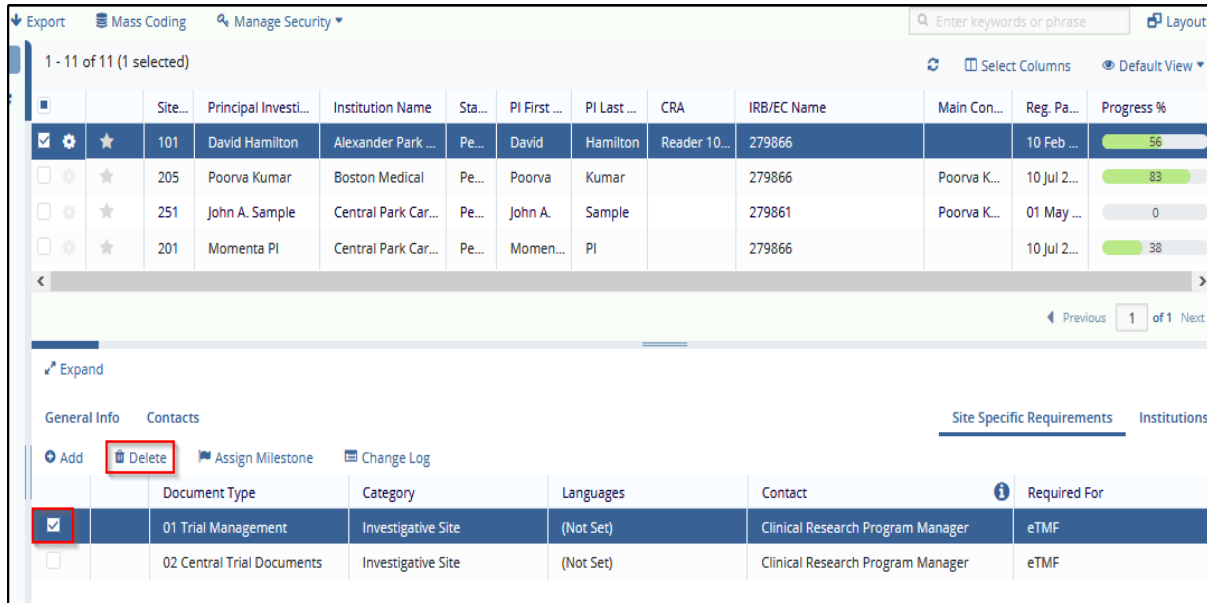 Export Mass Coding Manage Security Enter keywords or phrase Layout
1 - 11 of 11 (1 selected) Select Columns Default View
Site... Principal Investi... Institution Name Sta... PI First ... PI Last ... CRA IRB/EC Name Main Con... Reg. Pa... Progress %
101 David Hamilton Alexander Park ... Pe... David Hamilton Reader 10... 279866 10 Feb ... 56
205 Poorva Kumar Boston Medical Pe... Poorva Kumar 279866 Poorva K... 10 Jul 2... 83
251 John A. Sample Central Park Car... Pe... John A. Sample 279861 Poorva K... 01 May ... 0
201 Momenta PI Central Park Car... Pe... Momen... PI 279866 10 Jul 2... 38
Previous 1 of 1 Next
Expand
General Info Contacts Site Specific Requirements Institutions
Add Delete Assign Milestone Change Log
Document Type Category Languages Contact Required For
01 Trial Management Investigative Site (Not Set) Clinical Research Program Manager eTMF
02 Central Trial Documents Investigative Site (Not Set) Clinical Research Program Manager eTMF